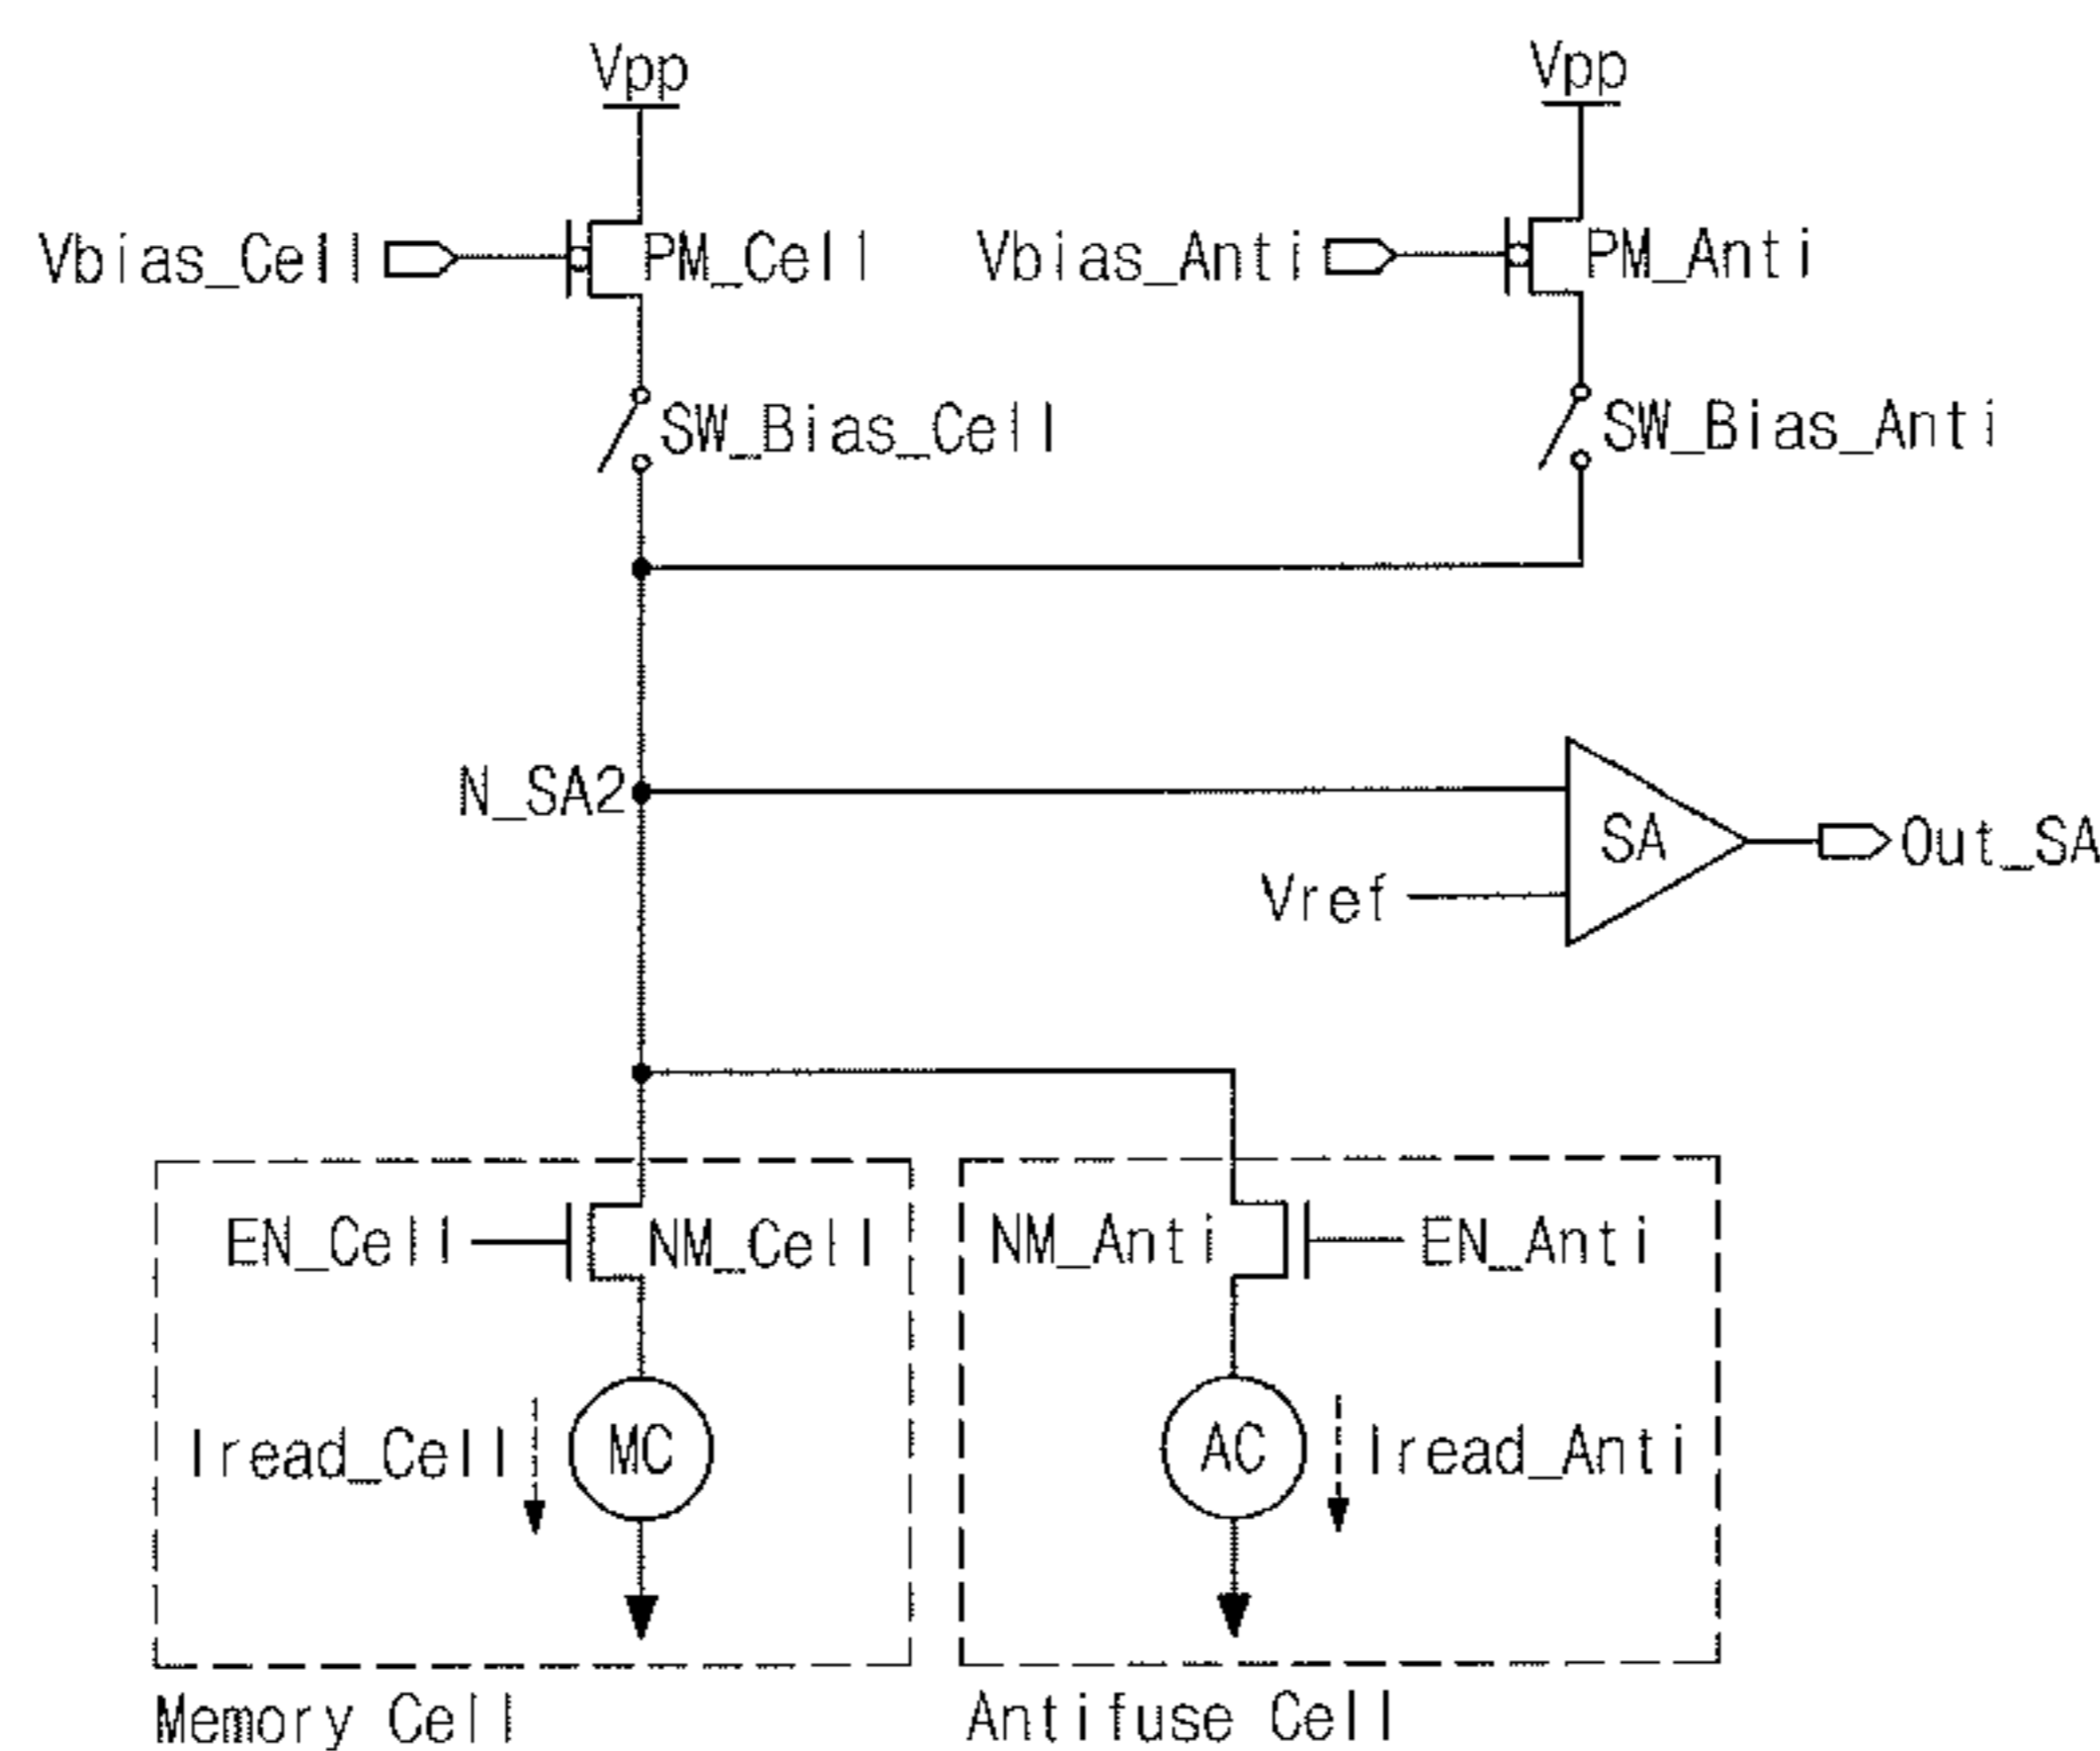 Vpp
Vpp
Vbias_Cell
PM_Cell
Vbias_Anti
PM_Anti
SW_Bias_Cell
SW_Bias_Anti
N_SA2
SA
Out_SA
Vref
EN_Cell
NM_Cell
NM_Anti
EN_Anti
Iread_Cell
MC
AC
Iread_Anti
Memory Cell
Antifuse Cell